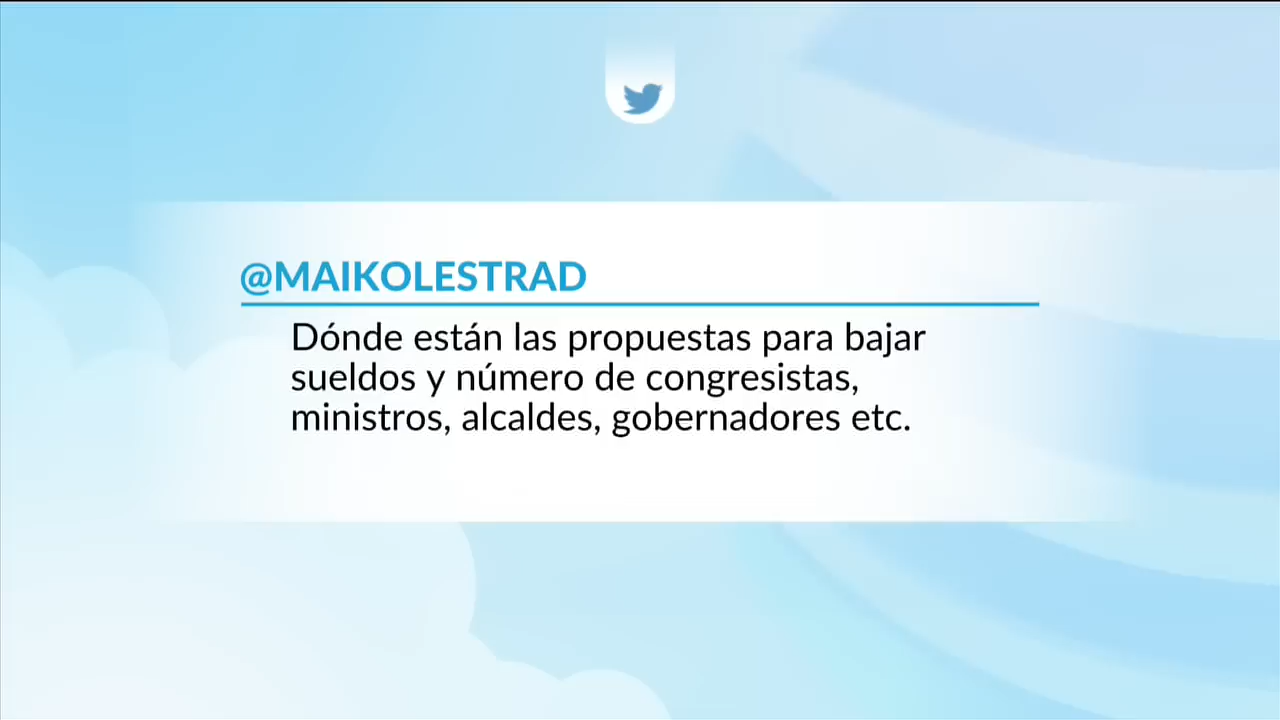 @MAIKOLESTRAD
Dónde están las propuestas para bajar
sueldos y número de congresistas,
ministros, alcaldes, gobernadores etc.